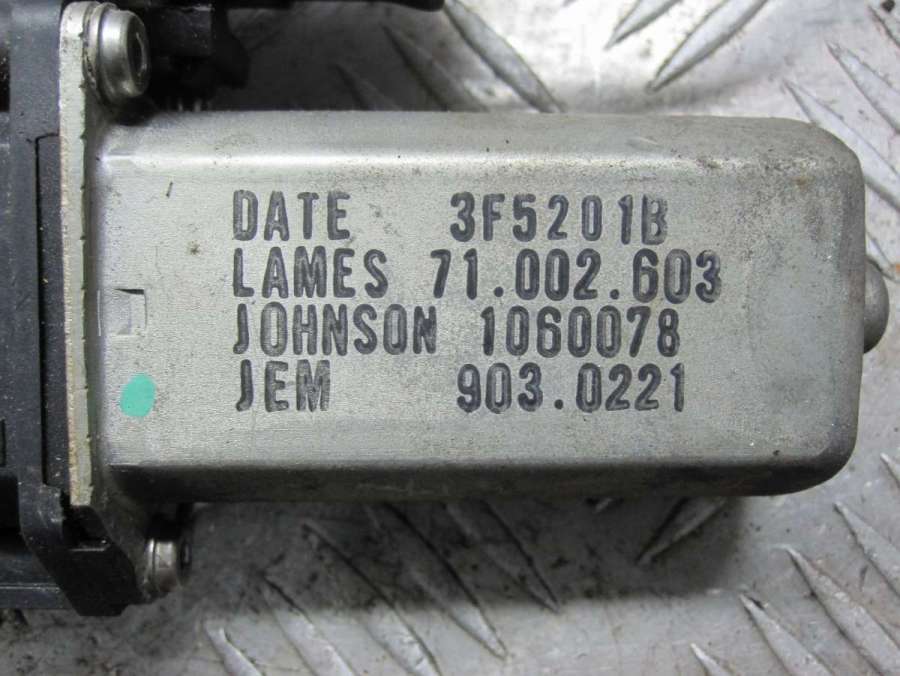 DATE 3F5201B
LAMES 71.002.603
JOHNSON 1060078
JEM 903.0221